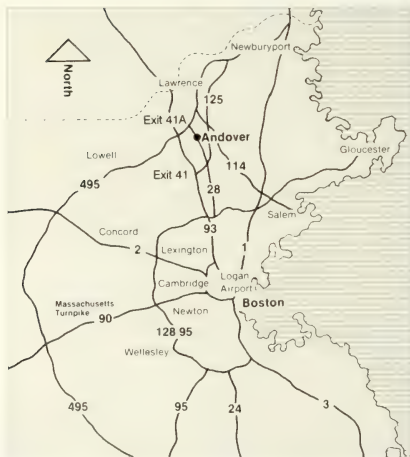 Newburyport
North
Lawrence
125
Exit 41A
Andover
Gloucester
Lowell
Exit 41
114
495
28
Salem
93
Concord
Lexington
1
2
Logan
Airport
Cambridge
Boston
Massachusetts
Turnpike
90
Newton
128 95
Wellesley
495
95
24
3